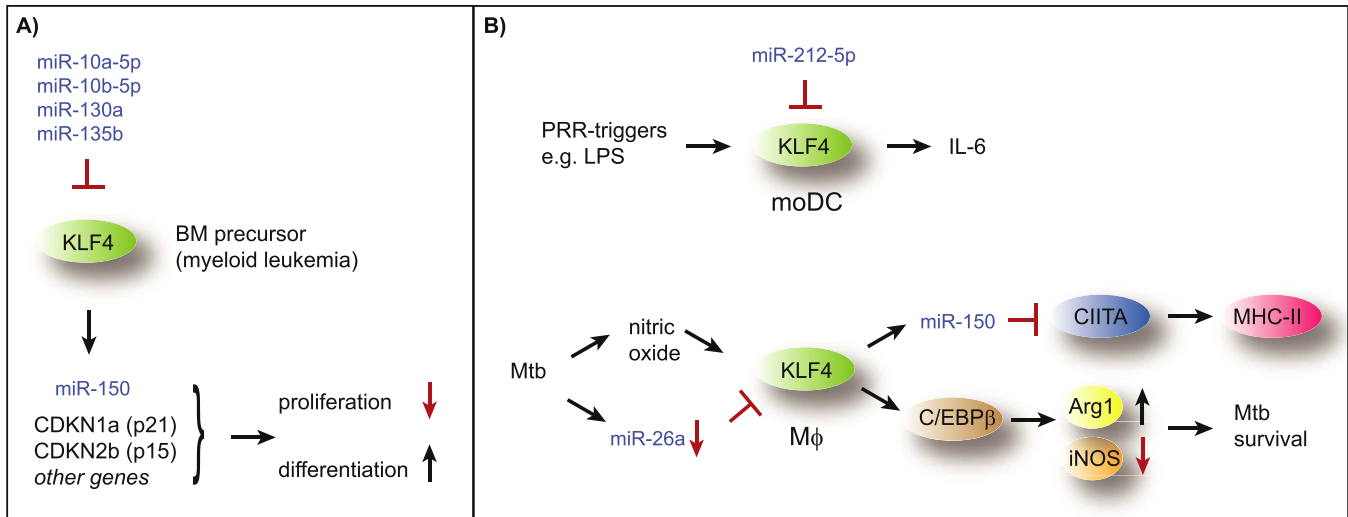 A)
miR-10a-5p
miR-10b-5p
miR-130a
miR-135b
KLF4
BM precursor
(myeloid leukemia)
miR-150
CDKN1a (p21)
CDKN2b (p15)
other genes
proliferation
differentiation
B)
miR-212-5p
PRR-triggers
e.g. LPS
KLF4
IL-6
moDC
Mtb
nitric
oxide
miR-26a
KLF4
Mϕ
miR-150
CIITA
MHC-II
C/EBPβ
Arg1
iNOS
Mtb
survival